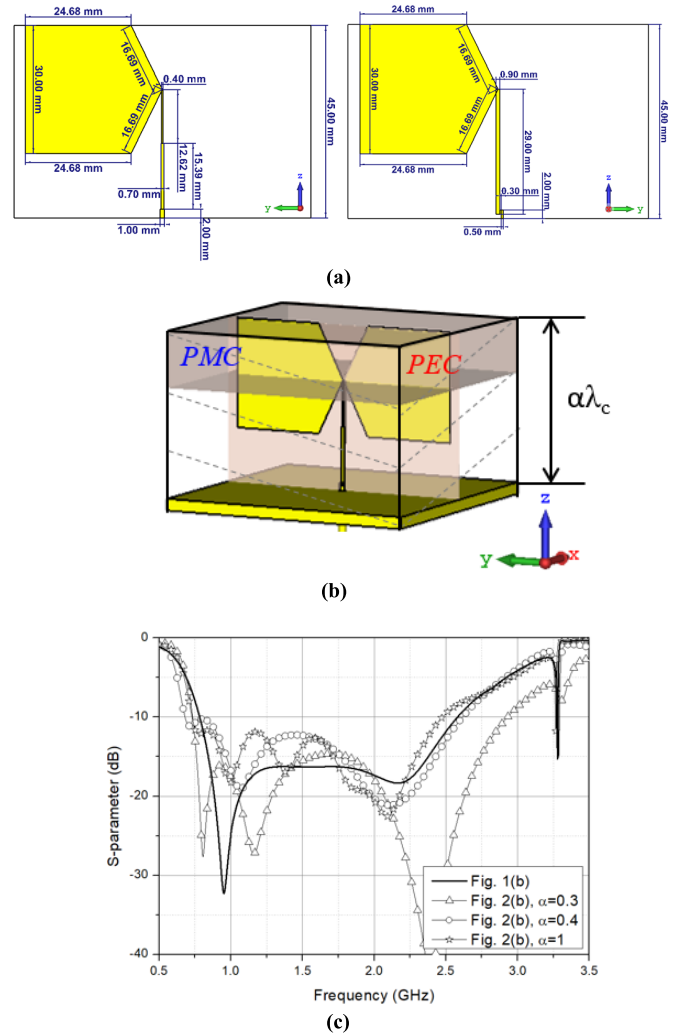 24.68 mm
16.69 mm
0.40 mm
30.00 mm
45.00 mm
16.69 mm
12.62 mm
15.39 mm
24.68 mm
0.70 mm
2.00 mm
1.00 mm
z
y
24.68 mm
16.69 mm
0.90 mm
30.00 mm
45.00 mm
16.69 mm
29.00 mm
24.68 mm
0.30 mm
2.00 mm
0.50 mm
z
y
(a)
PMC
PEC
αλc
z
y
x
(b)
0
-10
-20
-30
-40
S-parameter (dB)
Fig. 1(b)
Fig. 2(b), α=0.3
Fig. 2(b), α=0.4
Fig. 2(b), α=1
0.5 1.0 1.5 2.0 2.5 3.0 3.5
Frequency (GHz)
(c)